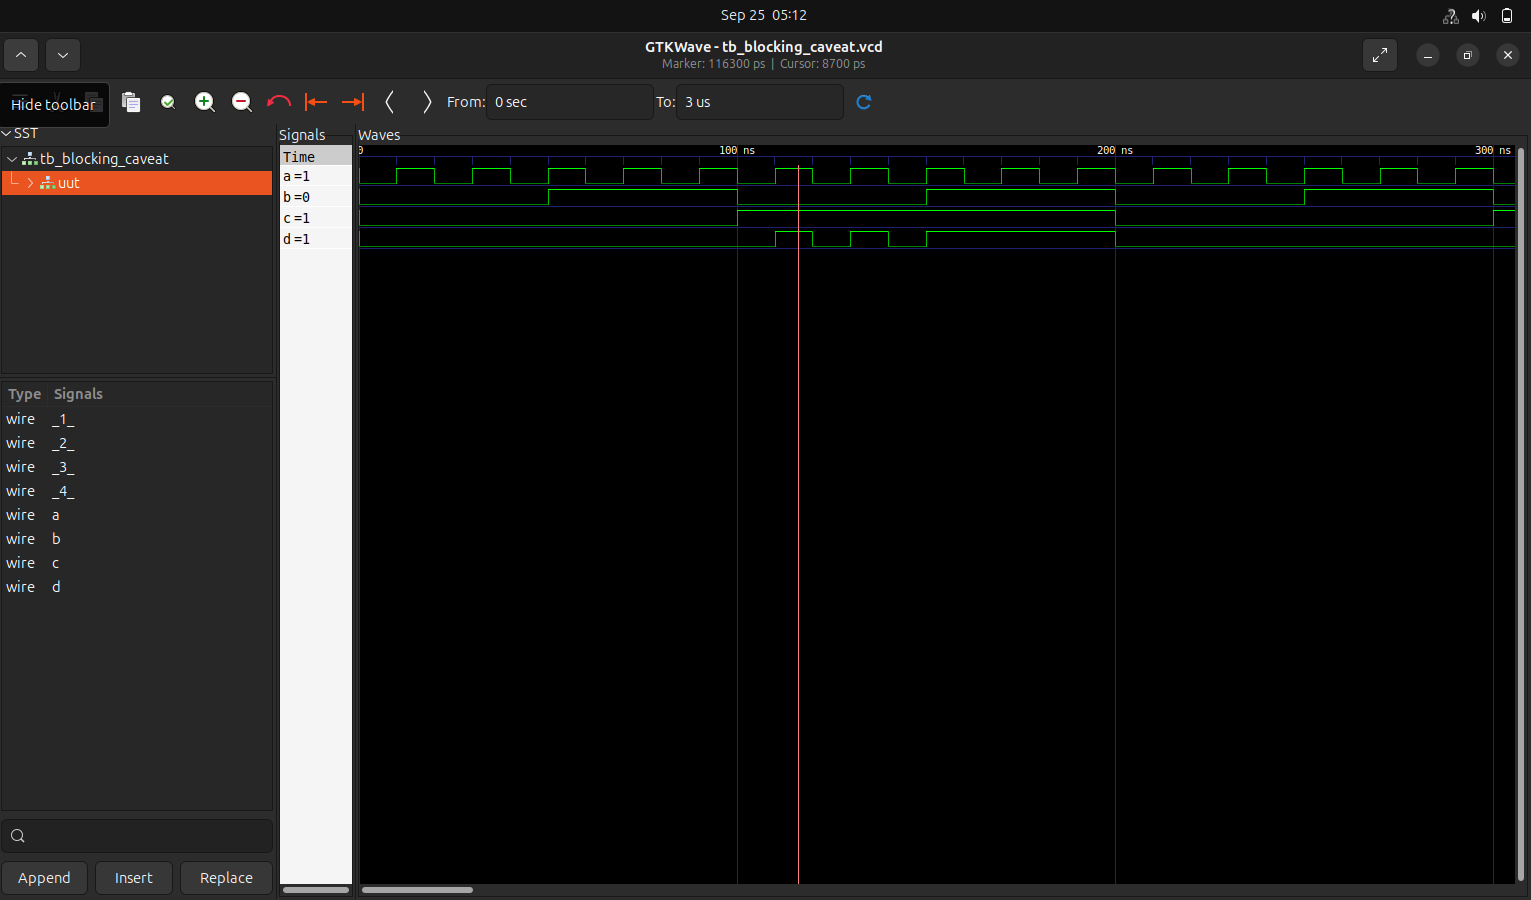 Sep 25 05:12
GTKWave - tb_blocking_caveat.vcd
Marker: 116300 ps | Cursor: 8700 ps
Hide toolbar
From: 0 sec
To: 3 us
SST
tb_blocking_caveat
uut
Type Signals
wire _1_
wire _2_
wire _3_
wire _4_
wire a
wire b
wire c
wire d
Append Insert Replace
Signals
Time
a =1
b =0
c =1
d =1
Waves
0 100 ns 200 ns 300 ns